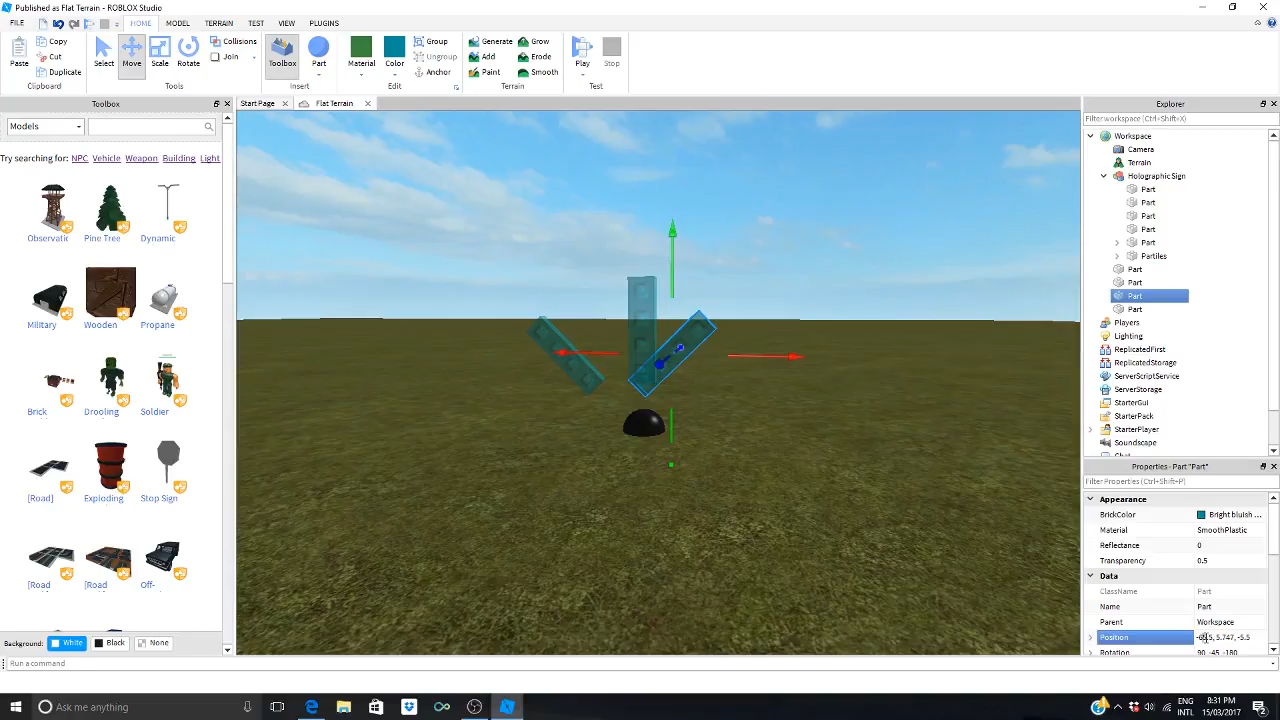 Published as Flat Terrain - ROBLOX Studio
FILE HOME MODEL TERRAIN TEST VIEW PLUGINS
Paste Copy Cut Duplicate Clipboard
Select Move Scale Rotate Collisions Join Tools
Toolbox Part Insert
Material Color Group Ungroup Anchor Edit
Generate Grow Add Erode Paint Smooth Terrain
Play Stop Test
Toolbox
Models
Try searching for: NPC Vehicle Weapon Building Light
Observatic Pine Tree Dynamic
Military Wooden Propane
Brick Drooling Soldier
[Road] Exploding Stop Sign
[Road [Road Off-
Background: White Black None
Start Page Flat Terrain
Explorer
Filter workspace (Ctrl+Shift+X)
Workspace
Camera
Terrain
Holographic Sign
Part
Part
Part
Part
Part
Partiles
Part
Part
Part
Part
Players
Lighting
ReplicatedFirst
ReplicatedStorage
ServerScriptService
ServerStorage
StarterGui
StarterPack
StarterPlayer
Soundscape
Properties - Part "Part"
Filter Properties (Ctrl+Shift+P)
Appearance
BrickColor Bright bluish ...
Material SmoothPlastic
Reflectance 0
Transparency 0.5
Data
ClassName Part
Name Part
Parent Workspace
Position 5.747, -5.5
Rotation 90, -45, -180
Run a command
Ask me anything
ENG
INTL
8:31 PM
15/03/2017